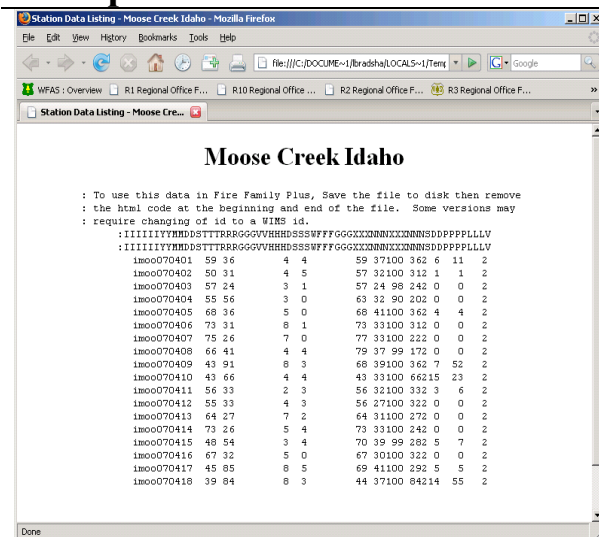 Station Data Listing - Moose Creek Idaho - Mozilla Firefox
File Edit View History Bookmarks Tools Help
file:///C:/DOCUME~1/lbradsha/LOCALS~1/Temp G Google
WFAS : Overview R1 Regional Office F... R10 Regional Office ... R2 Regional Office F... R3 Regional Office F... »
Station Data Listing - Moose Cre...
Moose Creek Idaho
: To use this data in Fire Family Plus, Save the file to disk then remove
: the html code at the beginning and end of the file. Some versions may
: require changing of id to a WIMS id.
:IIIIIIYYMMDDSTTTRRRGGGVVHHHDSSSWFFFGGGXXXNNNXXXNNNSDDPPPPLLLV
:IIIIIIYYMMDDSTTTRRRGGGVVHHHDSSSWFFFGGGXXXNNNXXXNNNSDDPPPPLLLV
imoo070401 59 36 4 4 59 37100 362 6 11 2
imoo070402 50 31 4 5 57 32100 312 1 1 2
imoo070403 57 24 3 1 57 24 98 242 0 0 2
imoo070404 55 56 3 0 63 32 90 202 0 0 2
imoo070405 68 36 5 0 68 41100 362 4 4 2
imoo070406 73 31 8 1 73 33100 312 0 0 2
imoo070407 75 26 7 0 77 33100 222 0 0 2
imoo070408 66 41 4 4 79 37 99 172 0 0 2
imoo070409 43 91 8 3 68 39100 362 7 52 2
imoo070410 43 66 4 4 43 33100 66215 23 2
imoo070411 56 33 2 3 56 32100 332 3 6 2
imoo070412 55 33 4 3 56 27100 322 0 0 2
imoo070413 64 27 7 2 64 31100 272 0 0 2
imoo070414 73 26 5 4 73 33100 242 0 0 2
imoo070415 48 54 3 4 70 39 99 282 5 7 2
imoo070416 67 32 5 0 67 30100 322 0 0 2
imoo070417 45 85 8 5 69 41100 292 5 5 2
imoo070418 39 84 8 3 44 37100 84214 55 2
Done